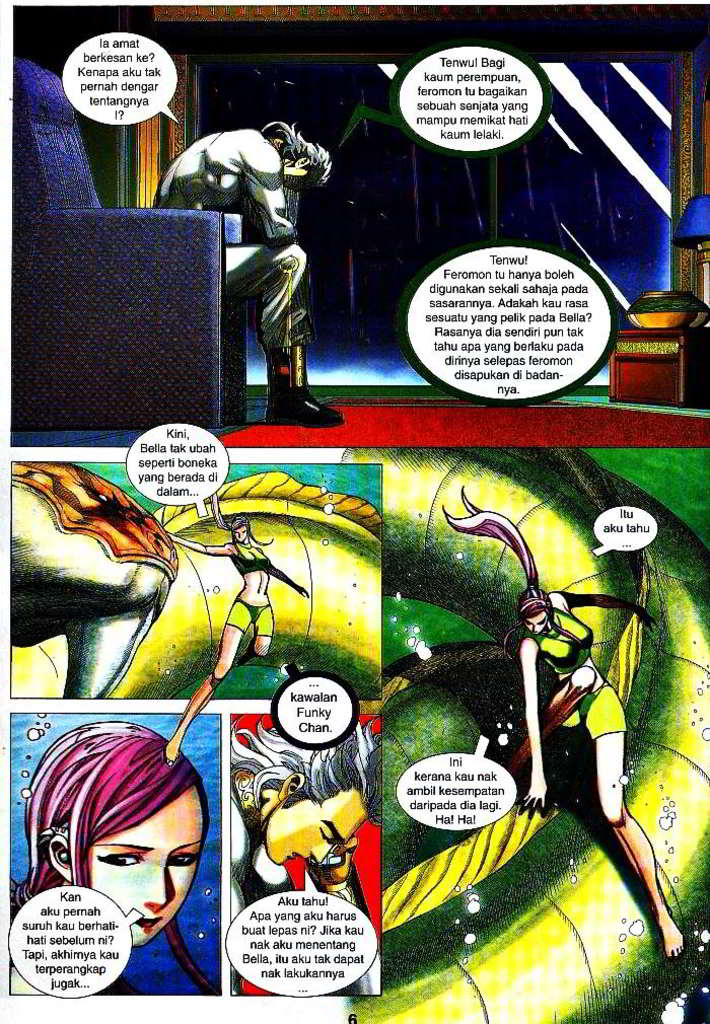 Ia amat
berkesan ke?
Kenapa aku tak
pernah dengar
tentangnya
!?
Tenwu! Bagi
kaum perempuan,
feromon tu bagaikan
sebuah senjata yang
mampu memikat hati
kaum lelaki.
Tenwu!
Feromon tu hanya boleh
digunakan sekali sahaja pada
sasarannya. Adakah kau rasa
sesuatu yang pelik pada Bella?
Rasanya dia sendiri pun tak
tahu apa yang berlaku pada
dirinya selepas feromon
disapukan di badan-
nya.
Kini,
Bella tak ubah
seperti boneka
yang berada di
dalam...
...
kawalan
Funky
Chan.
Itu
aku tahu
...
Ini
kerana kau nak
ambil kesempatan
daripada dia lagi.
Ha! Ha!
Kan
aku pernah
suruh kau berhati-
hati sebelum ni?
Tapi, akhirnya kau
terperangkap
jugak...
Aku tahu!
Apa yang aku harus
buat lepas ni? Jika kau
nak aku menentang
Bella, itu aku tak dapat
nak lakukannya
...
6